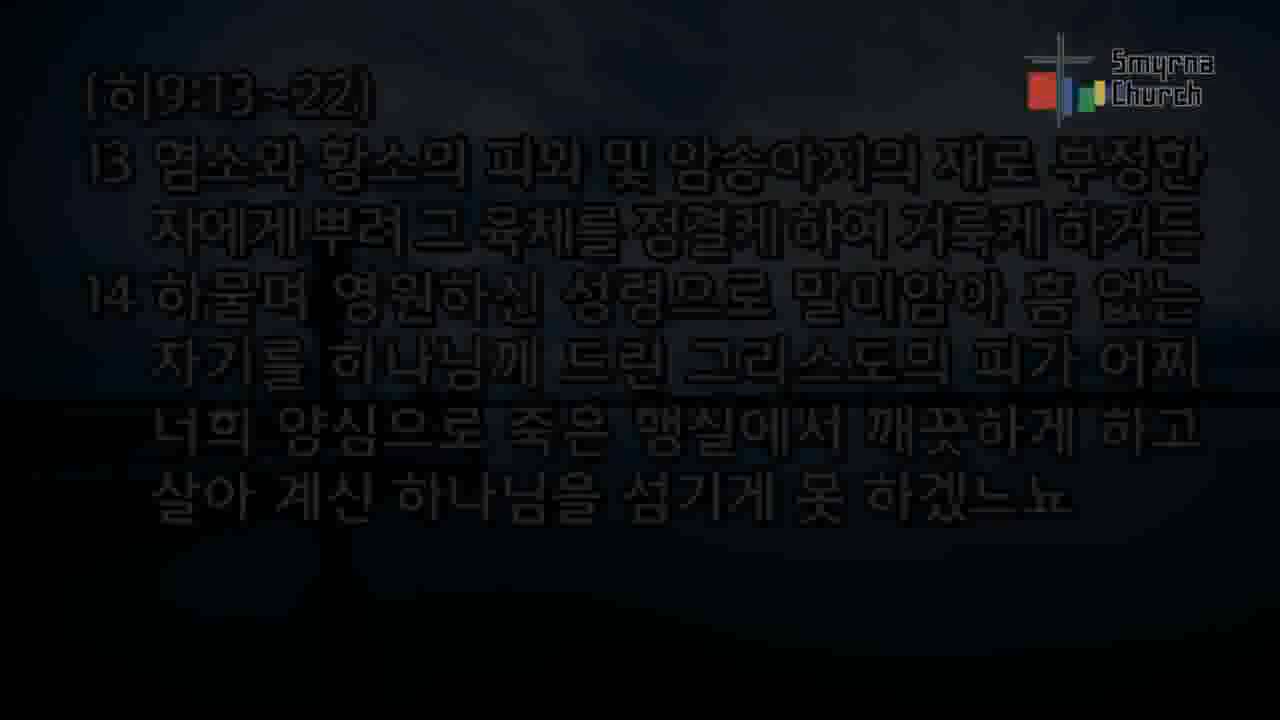 (히9:13~22)
Smyrna
Church
13 염소와 황소의 피와 및 암송아지의 재로 부정한
자에게 뿌려 그 육체를 정결케 하여 거룩케 하거든
14 하물며 영원하신 성령으로 말미암아 흠 없는
자기를 하나님께 드린 그리스도의 피가 어찌
너희 양심으로 죽은 행실에서 깨끗하게 하고
살아 계신 하나님을 섬기게 못 하겠느뇨